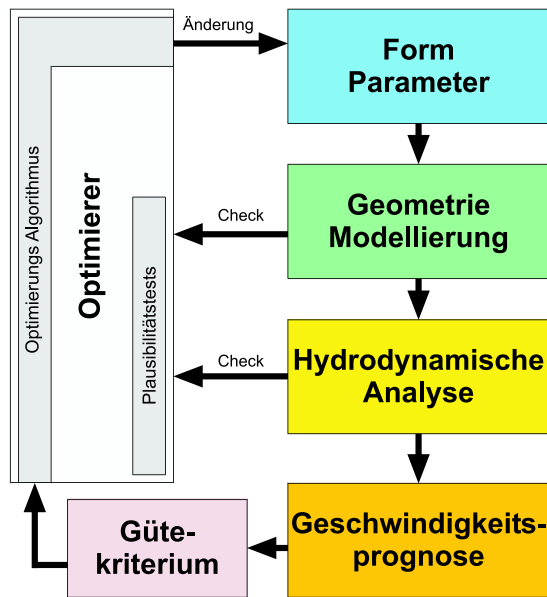 Änderung
Form
Parameter
Optimierungs Algorithmus
Optimierer
Plausibilitätstests
Check
Geometrie
Modellierung
Check
Hydrodynamische
Analyse
Güte-
kriterium
Geschwindigkeits-
prognose